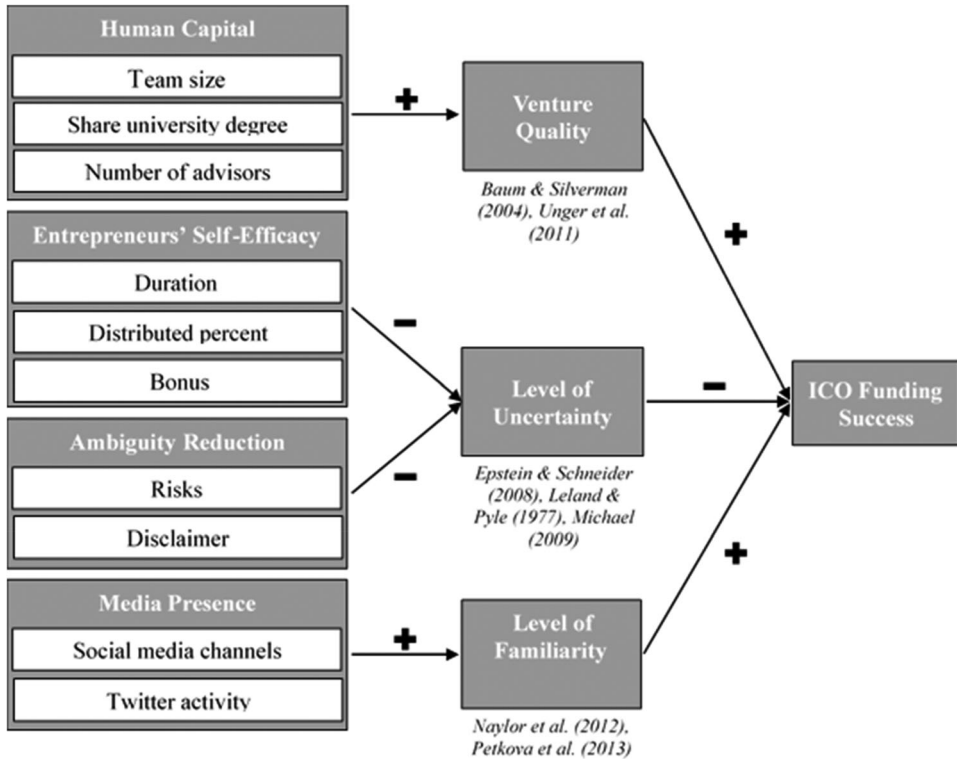 Human Capital
Team size
Share university degree
Number of advisors
+
Venture
Quality
Baum & Silverman
(2004), Unger et al.
(2011)
+
Entrepreneurs' Self-Efficacy
Duration
Distributed percent
Bonus
−
Level of
Uncertainty
Epstein & Schneider
(2008), Leland &
Pyle (1977), Michael
(2009)
−
ICO Funding
Success
Ambiguity Reduction
Risks
Disclaimer
−
Media Presence
Social media channels
Twitter activity
+
Level of
Familiarity
Naylor et al. (2012),
Petkova et al. (2013)
+